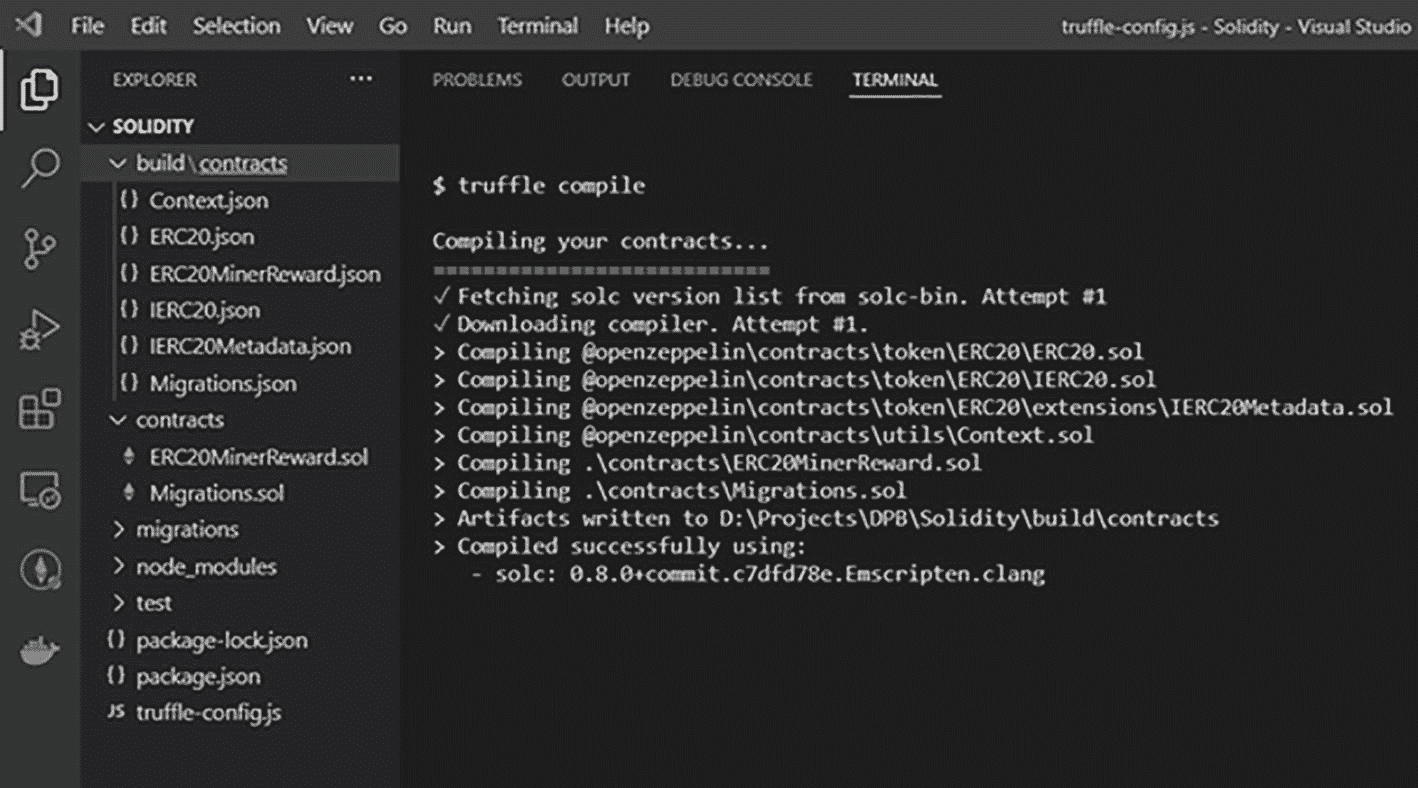 File Edit Selection View Go Run Terminal Help truffle-config.js - Solidity - Visual Studio
EXPLORER ...
SOLIDITY
build\contracts
{} Context.json
{} ERC20.json
{} ERC20MinerReward.json
{} IERC20.json
{} IERC20Metadata.json
{} Migrations.json
contracts
ERC20MinerReward.sol
Migrations.sol
> migrations
> node_modules
> test
{} package-lock.json
{} package.json
JS truffle-config.js
PROBLEMS OUTPUT DEBUG CONSOLE TERMINAL
$ truffle compile
Compiling your contracts...
===========================
√ Fetching solc version list from solc-bin. Attempt #1
√ Downloading compiler. Attempt #1.
> Compiling @openzeppelin\contracts\token\ERC20\ERC20.sol
> Compiling @openzeppelin\contracts\token\ERC20\IERC20.sol
> Compiling @openzeppelin\contracts\token\ERC20\extensions\IERC20Metadata.sol
> Compiling @openzeppelin\contracts\utils\Context.sol
> Compiling .\contracts\ERC20MinerReward.sol
> Compiling .\contracts\Migrations.sol
> Artifacts written to D:\Projects\DPB\Solidity\build\contracts
> Compiled successfully using:
- solc: 0.8.0+commit.c7dfd78e.Emscripten.clang